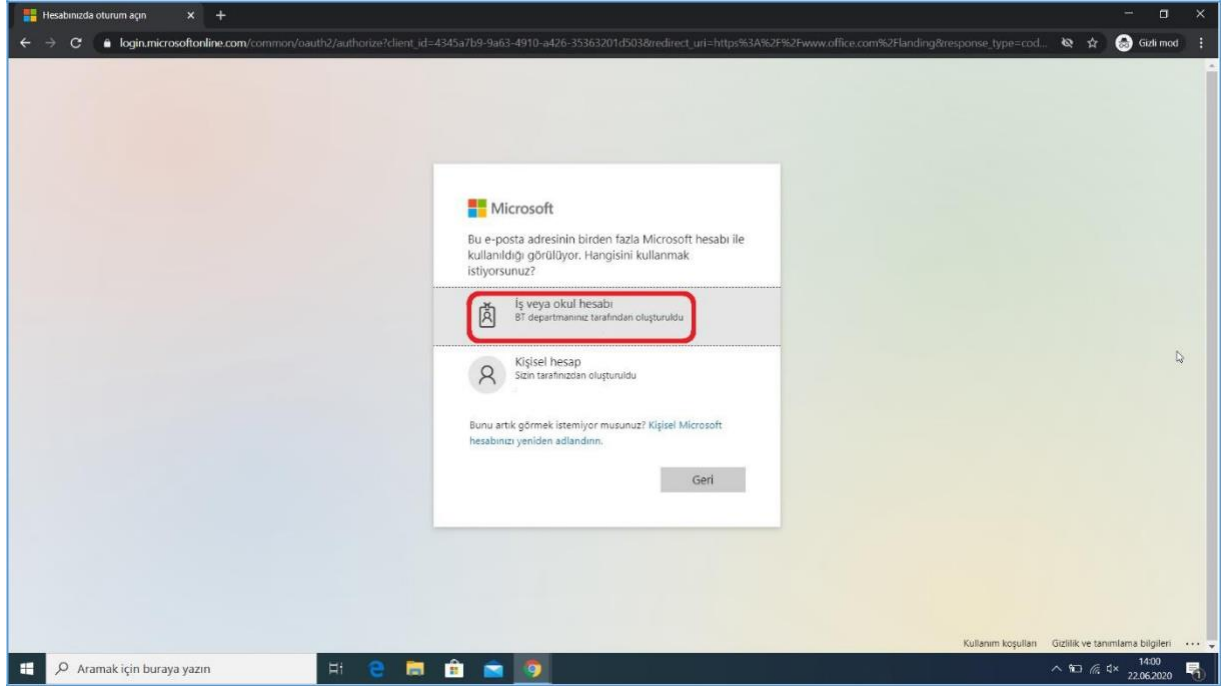 Hesabınızda oturum açın
login.microsoftonline.com/common/oauth2/authorize?client_id=4345a7b9-9a63-4910-a426-35363201d503&redirect_uri=https%3A%2F%2Fwww.office.com%2Flanding&response_type=cod...
Gizli mod
Microsoft
Bu e-posta adresinin birden fazla Microsoft hesabı ile
kullanıldığı görülüyor. Hangisini kullanmak
istiyorsunuz?
İş veya okul hesabı
BT departmanınız tarafından oluşturuldu
Kişisel hesap
Sizin tarafınızdan oluşturuldu
Bunu artık görmek istemiyor musunuz? Kişisel Microsoft
hesabınızı yeniden adlandırın.
Geri
Kullanım koşulları Gizlilik ve tanımlama bilgileri ...
Aramak için buraya yazın
14:00
22.06.2020
1